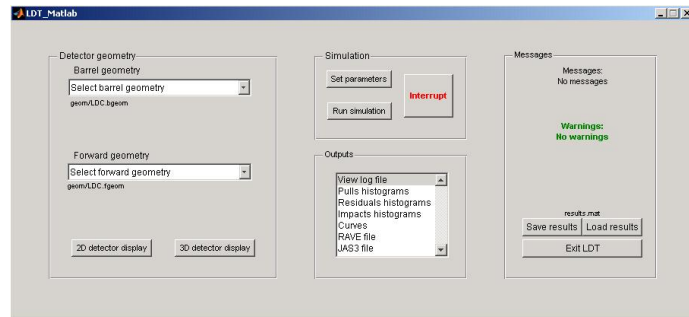 LDT_Matlab
Detector geometry
Barrel geometry
Select barrel geometry
geom/LDC.bgeom
Forward geometry
Select forward geometry
geom/LDC.fgeom
2D detector display
3D detector display
Simulation
Set parameters
Run simulation
Interrupt
Outputs
View log file
Pulls histograms
Residuals histograms
Impacts histograms
Curves
RAVE file
JAS3 file
Messages
Messages:
No messages
Warnings:
No warnings
results.mat
Save results
Load results
Exit LDT